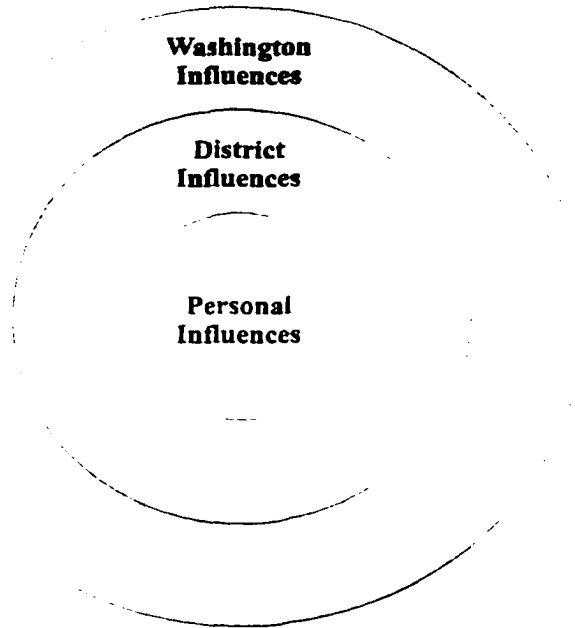 Washington
Influences
District
Influences
Personal
Influences